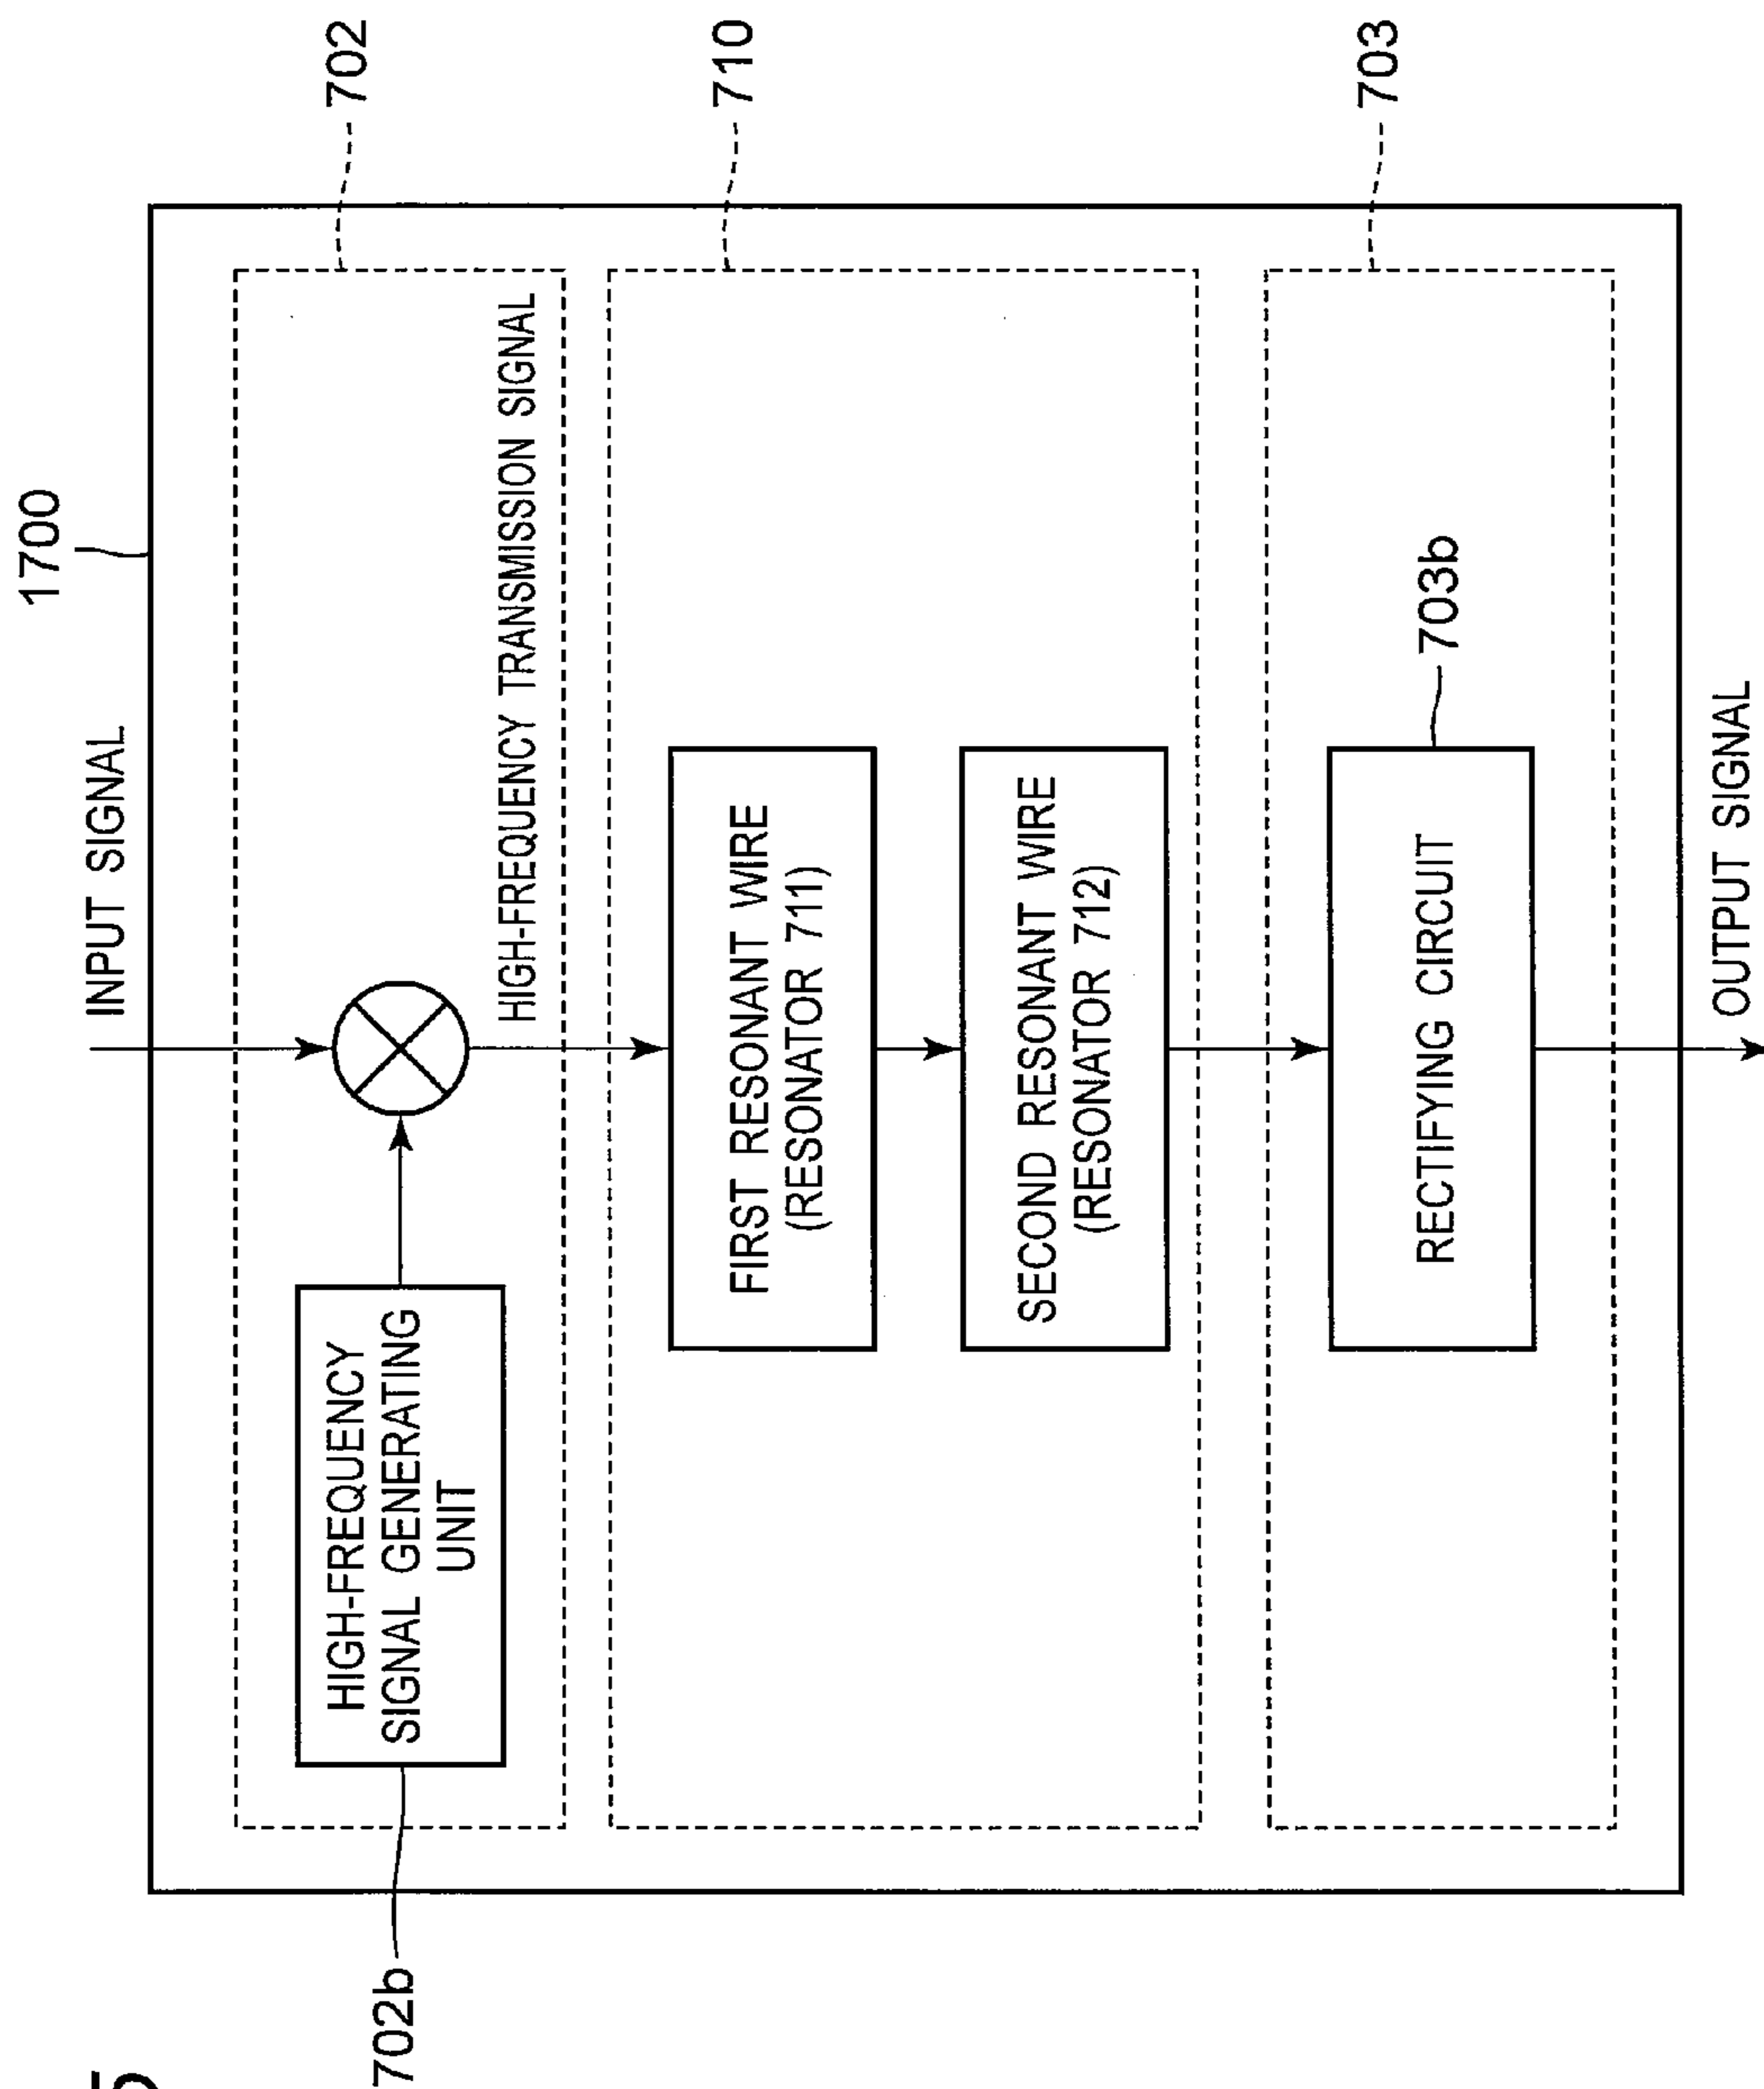 1700
INPUT SIGNAL
702
HIGH-FREQUENCY
SIGNAL GENERATING
UNIT
702b
HIGH-FREQUENCY TRANSMISSION SIGNAL
710
FIRST RESONANT WIRE
(RESONATOR 711)
SECOND RESONANT WIRE
(RESONATOR 712)
703
RECTIFYING CIRCUIT
703b
OUTPUT SIGNAL